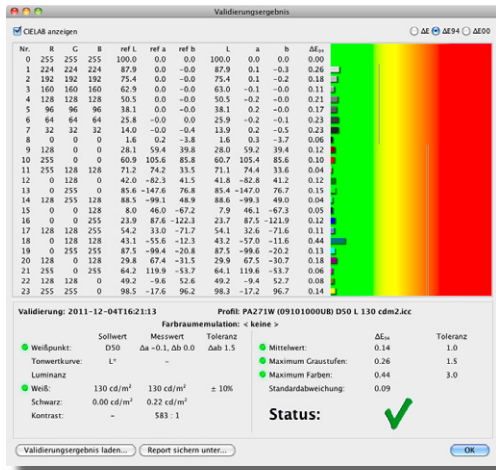 Validierungsergebnis
CIELAB anzeigen ΔE ΔE94 ΔE00
Nr. R G B ref L ref a ref b L a b ΔE₉₄
0 255 255 255 100.0 0.0 0.0 100.0 0.0 0.0 0.00
1 224 224 224 87.9 0.0 -0.0 87.9 0.1 -0.3 0.26
2 192 192 192 75.4 0.0 -0.0 75.4 0.1 -0.2 0.18
3 160 160 160 62.9 0.0 -0.0 63.0 -0.1 -0.0 0.11
4 128 128 128 50.5 0.0 -0.0 50.5 -0.2 -0.0 0.21
5 96 96 96 38.1 0.0 -0.0 38.1 0.2 -0.0 0.17
6 64 64 64 25.8 -0.0 0.0 25.9 -0.2 -0.1 0.23
7 32 32 32 14.0 -0.0 -0.4 13.9 0.2 -0.5 0.23
8 0 0 0 1.6 0.2 -3.8 1.6 0.3 -3.7 0.06
9 128 0 0 28.1 59.4 39.8 28.0 59.2 39.4 0.12
10 255 0 0 60.9 105.6 85.8 60.7 105.4 85.6 0.10
11 255 128 128 71.2 74.2 33.5 71.1 74.4 33.6 0.04
12 0 128 0 42.0 -82.3 41.5 41.8 -82.8 41.2 0.12
13 0 255 0 85.6 -147.6 76.8 85.4 -147.0 76.7 0.15
14 128 255 128 88.5 -99.1 48.9 88.6 -99.3 49.0 0.04
15 0 0 128 8.0 46.0 -67.2 7.9 46.1 -67.3 0.05
16 0 0 255 23.9 87.6 -122.3 23.7 87.5 -121.9 0.12
17 128 128 255 54.2 33.0 -71.7 54.1 32.6 -71.6 0.11
18 0 128 128 43.1 -55.6 -12.3 43.2 -57.0 -11.6 0.44
19 0 255 255 87.5 -99.4 -20.8 87.5 -99.6 -20.2 0.13
20 128 0 128 29.8 67.4 -31.5 29.9 67.5 -30.7 0.18
21 255 0 255 64.2 119.9 -53.7 64.1 119.6 -53.7 0.06
22 128 128 0 49.2 -9.6 52.6 49.2 -9.4 52.7 0.08
23 255 255 0 98.5 -17.6 96.2 98.3 -17.2 96.7 0.14
Validierung: 2011-12-04T16:21:13 Profil: PA271W (09101000UB) D50 L 130 cdm2.icc
Farbraumemulation: < keine >
Sollwert Messwert Toleranz ΔE₉₄ Toleranz
Weißpunkt: D50 Δa -0.1, Δb 0.0 Δab 1.5 Mittelwert: 0.14 1.0
Tonwertkurve: L* – Maximum Graustufen: 0.26 1.5
Luminanz Maximum Farben: 0.44 3.0
Weiß: 130 cd/m² 130 cd/m² ± 10% Standardabweichung: 0.09
Schwarz: 0.00 cd/m² 0.22 cd/m²
Kontrast: – 583 : 1 Status:
Validierungsergebnis laden... Report sichern unter... OK